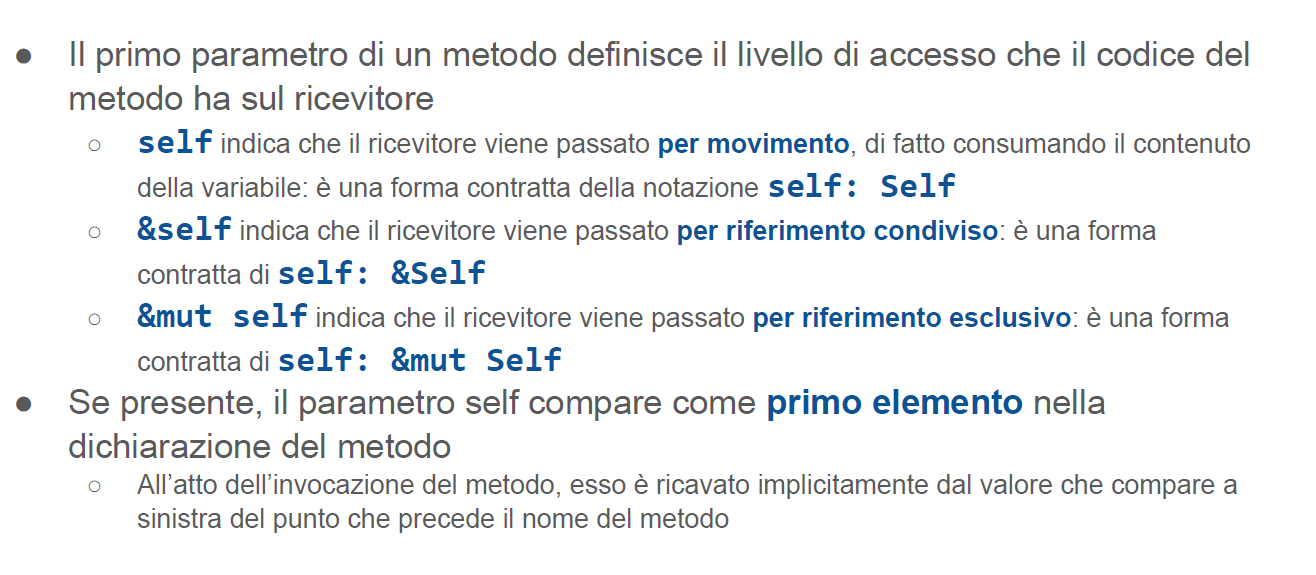 ● Il primo parametro di un metodo definisce il livello di accesso che il codice del
metodo ha sul ricevitore
○ self indica che il ricevitore viene passato per movimento, di fatto consumando il contenuto
della variabile: è una forma contratta della notazione self: Self
○ &self indica che il ricevitore viene passato per riferimento condiviso: è una forma
contratta di self: &Self
○ &mut self indica che il ricevitore viene passato per riferimento esclusivo: è una forma
contratta di self: &mut Self
● Se presente, il parametro self compare come primo elemento nella
dichiarazione del metodo
○ All’atto dell’invocazione del metodo, esso è ricavato implicitamente dal valore che compare a
sinistra del punto che precede il nome del metodo